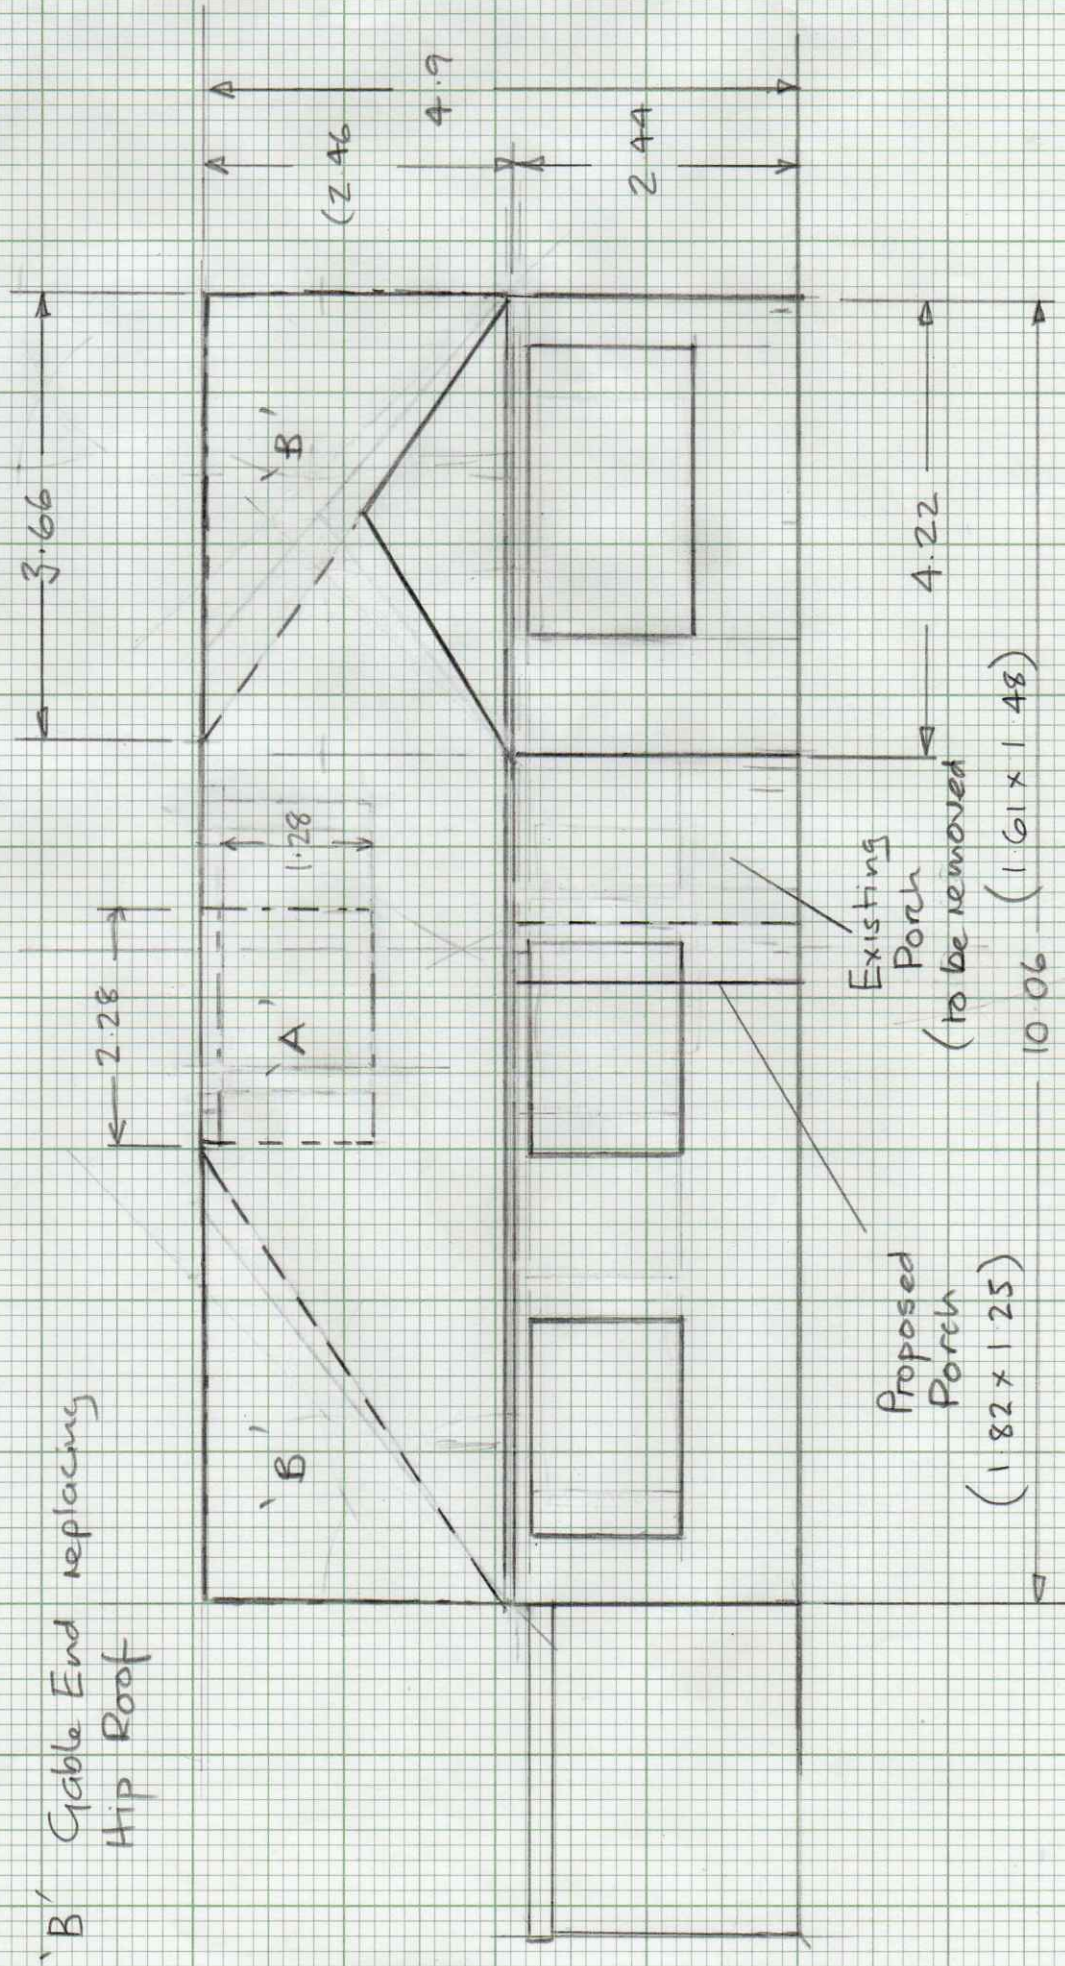 `B´ Gable End replacing
Hip Roof
3.66
2.28
`B´
`A´
1.28
`B´
(2.46
4.9
2.44
Proposed
Porch
(1.82 x 1.25)
Existing
Porch
(to be removed
(1.61 x 1.48)
4.22
10.06